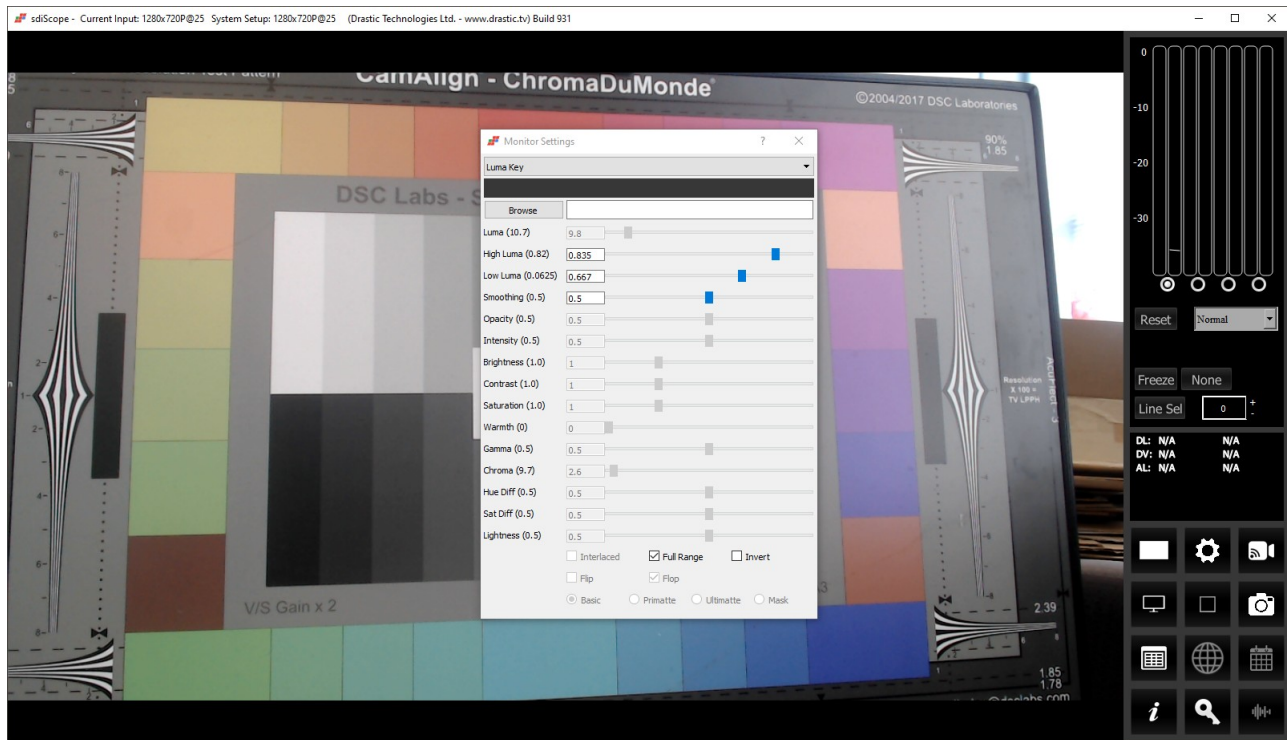 sdiScope - Current Input: 1280x720P@25 System Setup: 1280x720P@25 (Drastic Technologies Ltd. - www.drastic.tv) Build 931
CamAlign - ChromaDuMonde
©2004/2017 DSC Laboratories
90%
1.85
DSC Labs - S
Resolution
X 100 =
TV LPPH
V/S Gain x 2
2.39
1.85
1.78
Monitor Settings ? ×
Luma Key
Browse
Luma (10.7) 9.8
High Luma (0.82) 0.835
Low Luma (0.0625) 0.667
Smoothing (0.5) 0.5
Opacity (0.5) 0.5
Intensity (0.5) 0.5
Brightness (1.0) 1
Contrast (1.0) 1
Saturation (1.0) 1
Warmth (0) 0
Gamma (0.5) 0.5
Chroma (9.7) 2.6
Hue Diff (0.5) 0.5
Sat Diff (0.5) 0.5
Lightness (0.5) 0.5
Interlaced Full Range Invert
Flip Flop
Basic Primatte Ultimatte Mask
0
-10
-20
-30
Reset Normal
Freeze None
Line Sel 0 + -
DL: N/A N/A
DV: N/A N/A
AL: N/A N/A